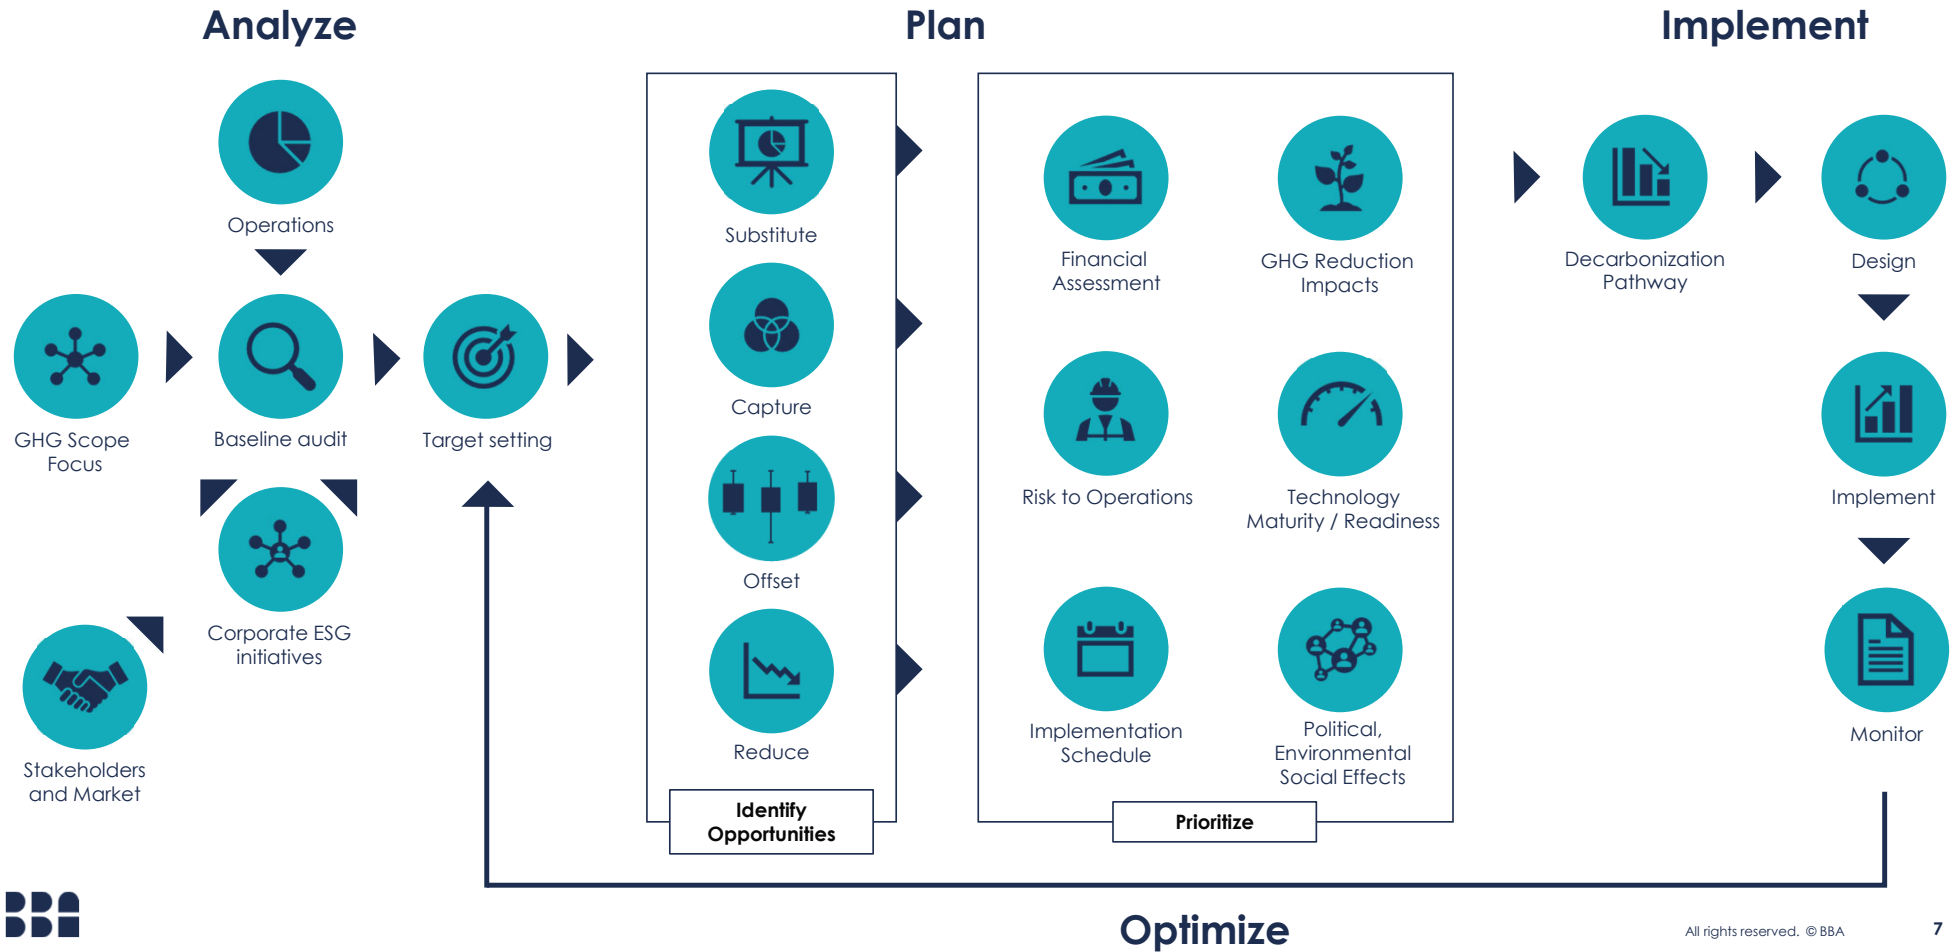 Analyze
Plan
Implement
Operations
GHG Scope
Focus
Baseline audit
Target setting
Corporate ESG
initiatives
Stakeholders
and Market
Substitute
Capture
Offset
Reduce
Identify
Opportunities
Financial
Assessment
GHG Reduction
Impacts
Risk to Operations
Technology
Maturity / Readiness
Implementation
Schedule
Political,
Environmental
Social Effects
Prioritize
Decarbonization
Pathway
Design
Implement
Monitor
Optimize
BBA
All rights reserved. © BBA
7